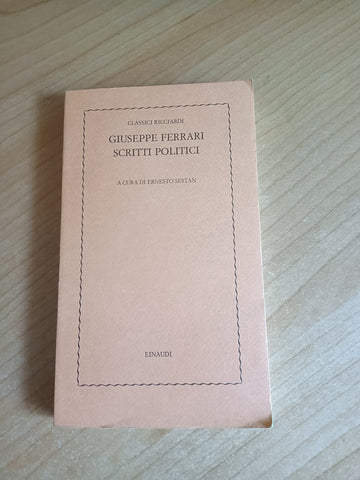 CLASSICI RICCIARDI
GIUSEPPE FERRARI
SCRITTI POLITICI
A CURA DI ERNESTO SESTAN
EINAUDI